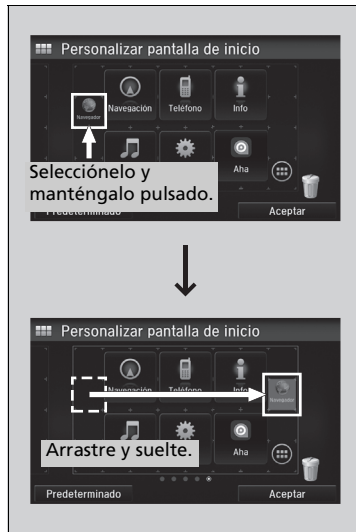 Personalizar pantalla de inicio
Navegador
Navegación Teléfono Info
Selecciónelo y
manténgalo pulsado.
Aha
Predeterminado Aceptar
Personalizar pantalla de inicio
Navegación Teléfono Info
Navegador
Arrastre y suelte.
Aha
Predeterminado Aceptar